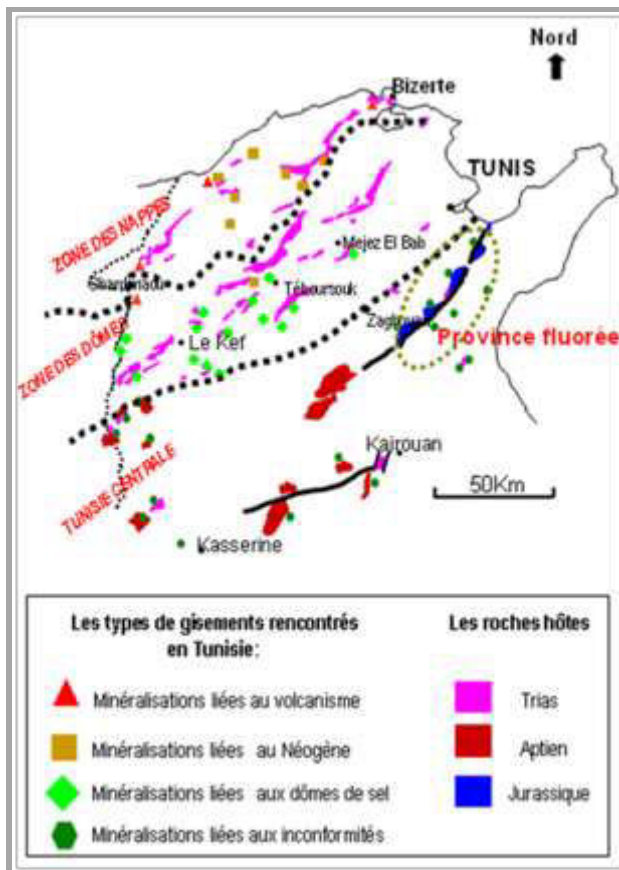 Nord
Bizerte
TUNIS
ZONE DES NAPPES
Mejez El Bab
Ghardimaou
Téboursouk
Zaghouan
ZONE DES DÔMES
Le Kef
Province fluorée
Kairouan
TUNISIE CENTRALE
50Km
Kasserine
Les types de gisements rencontrés
en Tunisie:
Les roches hôtes
Minéralisations liées au volcanisme
Trias
Minéralisations liées au Néogène
Aptien
Minéralisations liées aux dômes de sel
Jurassique
Minéralisations liées aux inconformités